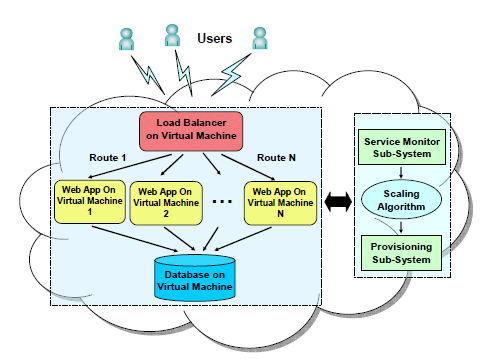 Users
Load Balancer
on Virtual Machine
Route 1
Route N
Web App On
Virtual Machine
1
Web App On
Virtual Machine
2
...
Web App On
Virtual Machine
N
Database on
Virtual Machine
Service Monitor
Sub-System
Scaling
Algorithm
Provisioning
Sub-System